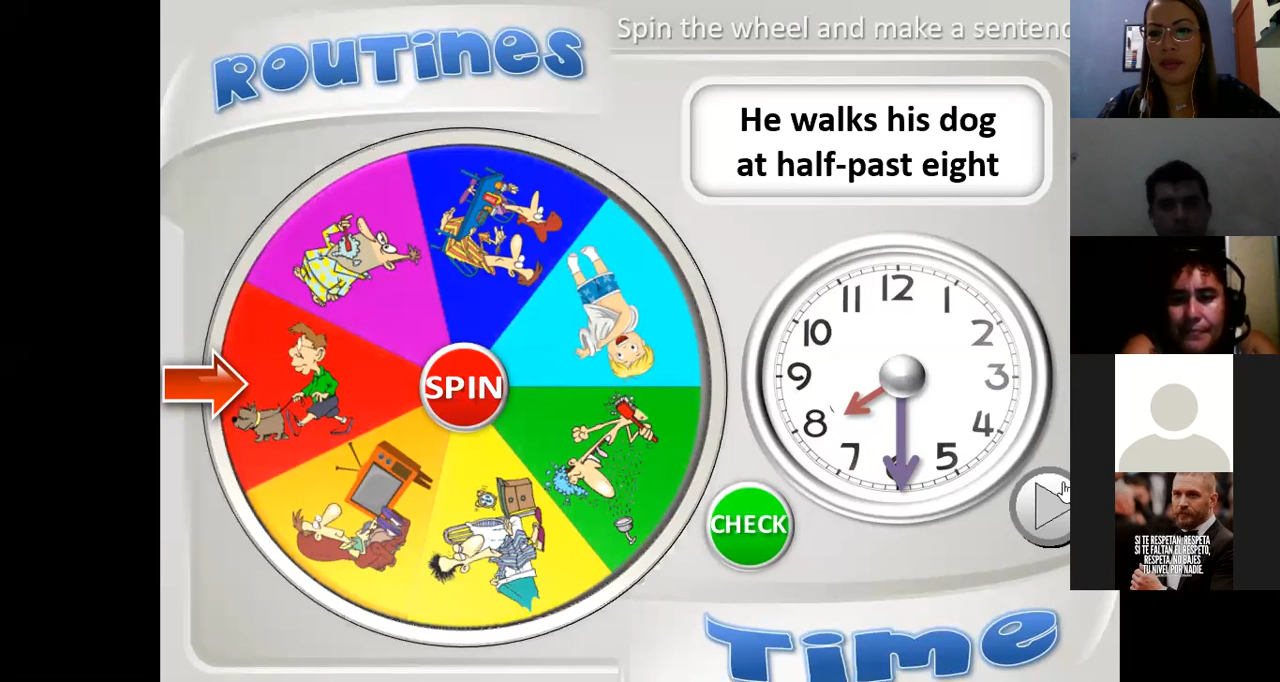 ROUTINES
Spin the wheel and make a sentenc
He walks his dog
at half-past eight
SPIN
12
1
2
3
4
5
7
8
9
10
11
CHECK
TIME
SI TE RESPETAN, RESPETA
SI TE FALTAN EL RESPETO,
RESPETA, NO BAJES
TU NIVEL POR NADIE.